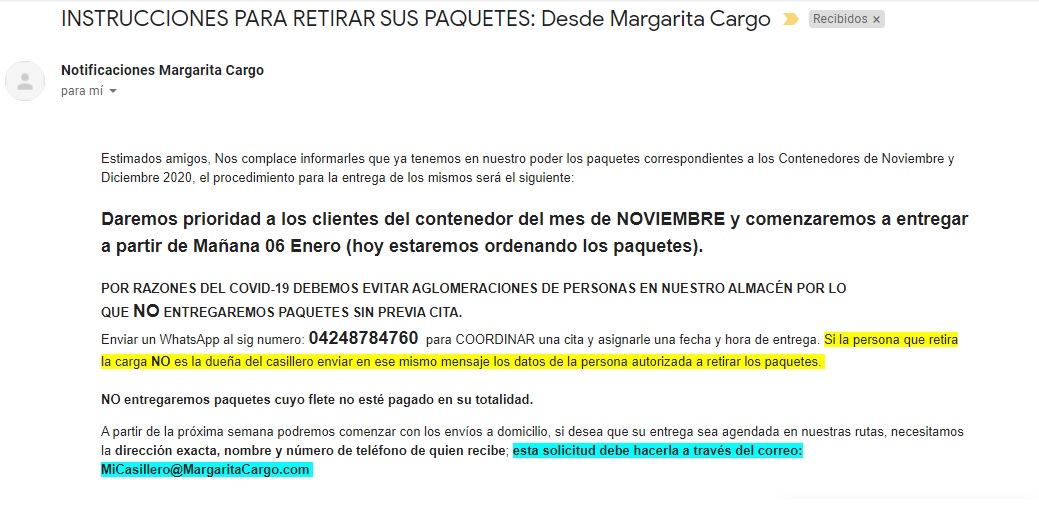 INSTRUCCIONES PARA RETIRAR SUS PAQUETES: Desde Margarita Cargo
Recibidos x
Notificaciones Margarita Cargo
para mí
Estimados amigos, Nos complace informarles que ya tenemos en nuestro poder los paquetes correspondientes a los Contenedores de Noviembre y
Diciembre 2020, el procedimiento para la entrega de los mismos será el siguiente:
Daremos prioridad a los clientes del contenedor del mes de NOVIEMBRE y comenzaremos a entregar
a partir de Mañana 06 Enero (hoy estaremos ordenando los paquetes).
POR RAZONES DEL COVID-19 DEBEMOS EVITAR AGLOMERACIONES DE PERSONAS EN NUESTRO ALMACÉN POR LO
QUE NO ENTREGAREMOS PAQUETES SIN PREVIA CITA.
Enviar un WhatsApp al sig numero: 04248784760 para COORDINAR una cita y asignarle una fecha y hora de entrega. Si la persona que retira
la carga NO es la dueña del casillero enviar en ese mismo mensaje los datos de la persona autorizada a retirar los paquetes.
NO entregaremos paquetes cuyo flete no esté pagado en su totalidad.
A partir de la próxima semana podremos comenzar con los envíos a domicilio, si desea que su entrega sea agendada en nuestras rutas, necesitamos
la dirección exacta, nombre y número de teléfono de quien recibe; esta solicitud debe hacerla a través del correo:
MiCasillero@MargaritaCargo.com